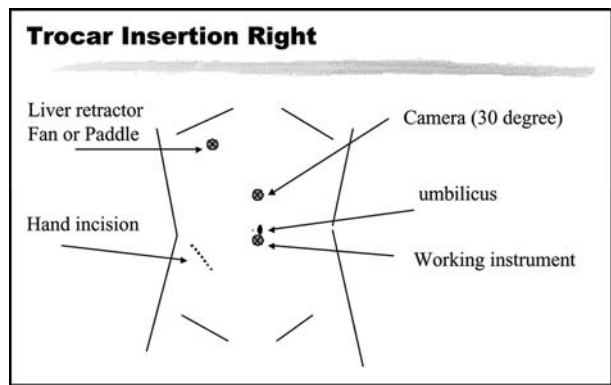 Trocar Insertion Right
Liver retractor
Fan or Paddle
Camera (30 degree)
umbilicus
Hand incision
Working instrument